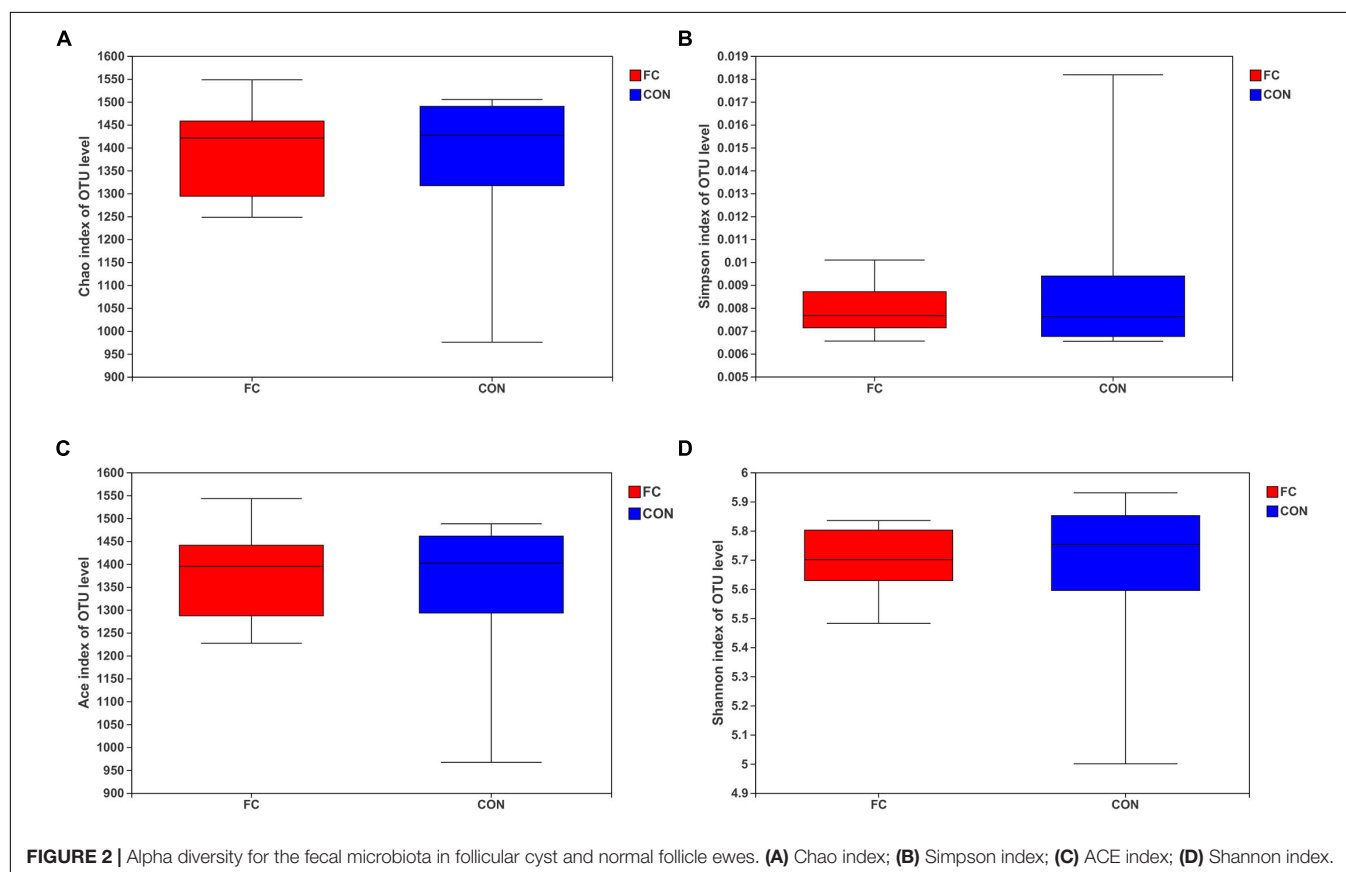 A
1600
1550
1500
1450
1400
1350
1300
1250
1200
1150
1100
1050
1000
950
900
Chao index of OTU level
FC
CON
FC
CON
B
0.019
0.018
0.017
0.016
0.015
0.014
0.013
0.012
0.011
0.01
0.009
0.008
0.007
0.006
0.005
Simpson index of OTU level
FC
CON
FC
CON
C
1600
1550
1500
1450
1400
1350
1300
1250
1200
1150
1100
1050
1000
950
900
Ace index of OTU level
FC
CON
FC
CON
D
6
5.9
5.8
5.7
5.6
5.5
5.4
5.3
5.2
5.1
5
4.9
Shannon index of OTU level
FC
CON
FC
CON
FIGURE 2 | Alpha diversity for the fecal microbiota in follicular cyst and normal follicle ewes. (A) Chao index; (B) Simpson index; (C) ACE index; (D) Shannon index.